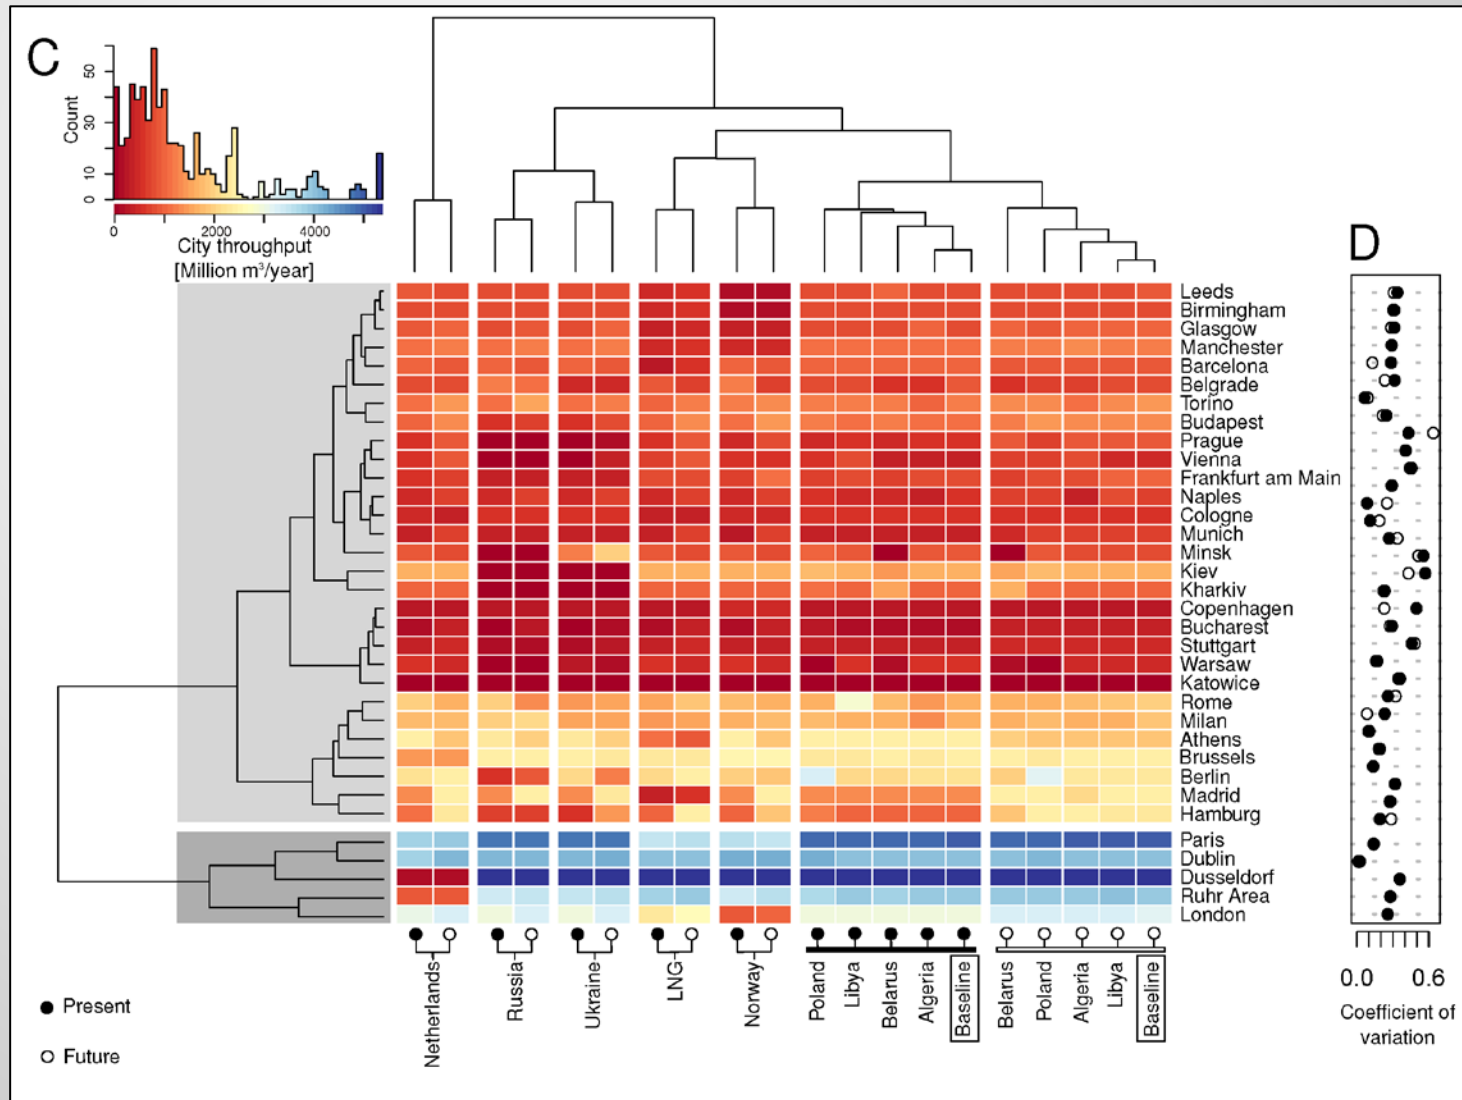 C
Count
50
30
10
0
0
2000
4000
City throughput
[Million m³/year]
D
Leeds
Birmingham
Glasgow
Manchester
Barcelona
Belgrade
Torino
Budapest
Prague
Vienna
Frankfurt am Main
Naples
Cologne
Munich
Minsk
Kiev
Kharkiv
Copenhagen
Bucharest
Stuttgart
Warsaw
Katowice
Rome
Milan
Athens
Brussels
Berlin
Madrid
Hamburg
Paris
Dublin
Dusseldorf
Ruhr Area
London
Netherlands
Russia
Ukraine
LNG
Norway
Poland
Libya
Belarus
Algeria
Baseline
Belarus
Poland
Algeria
Libya
Baseline
0.0
0.6
Coefficient of
variation
Present
Future